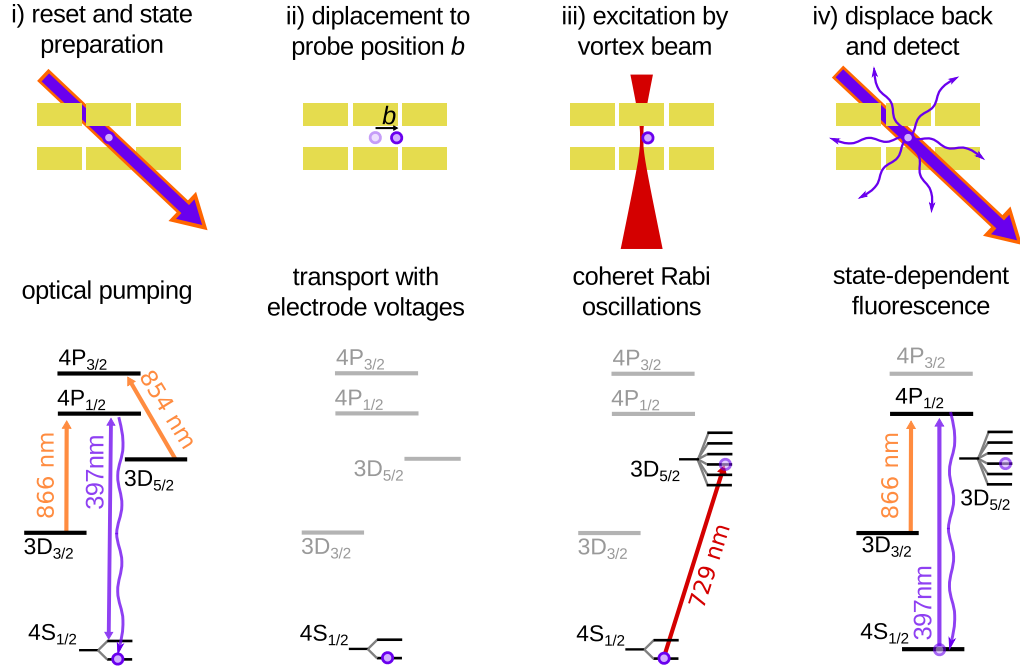 i) reset and state
preparation
ii) diplacement to
probe position b
iii) excitation by
vortex beam
iv) displace back
and detect
b
optical pumping
transport with
electrode voltages
coheret Rabi
oscillations
state-dependent
fluorescence
4P3/2
4P1/2
854 nm
866 nm
397nm
3D5/2
3D3/2
4S1/2
4P3/2
4P1/2
3D5/2
3D3/2
4S1/2
4P3/2
4P1/2
3D5/2
3D3/2
729 nm
4S1/2
4P3/2
4P1/2
866 nm
3D5/2
3D3/2
397nm
4S1/2